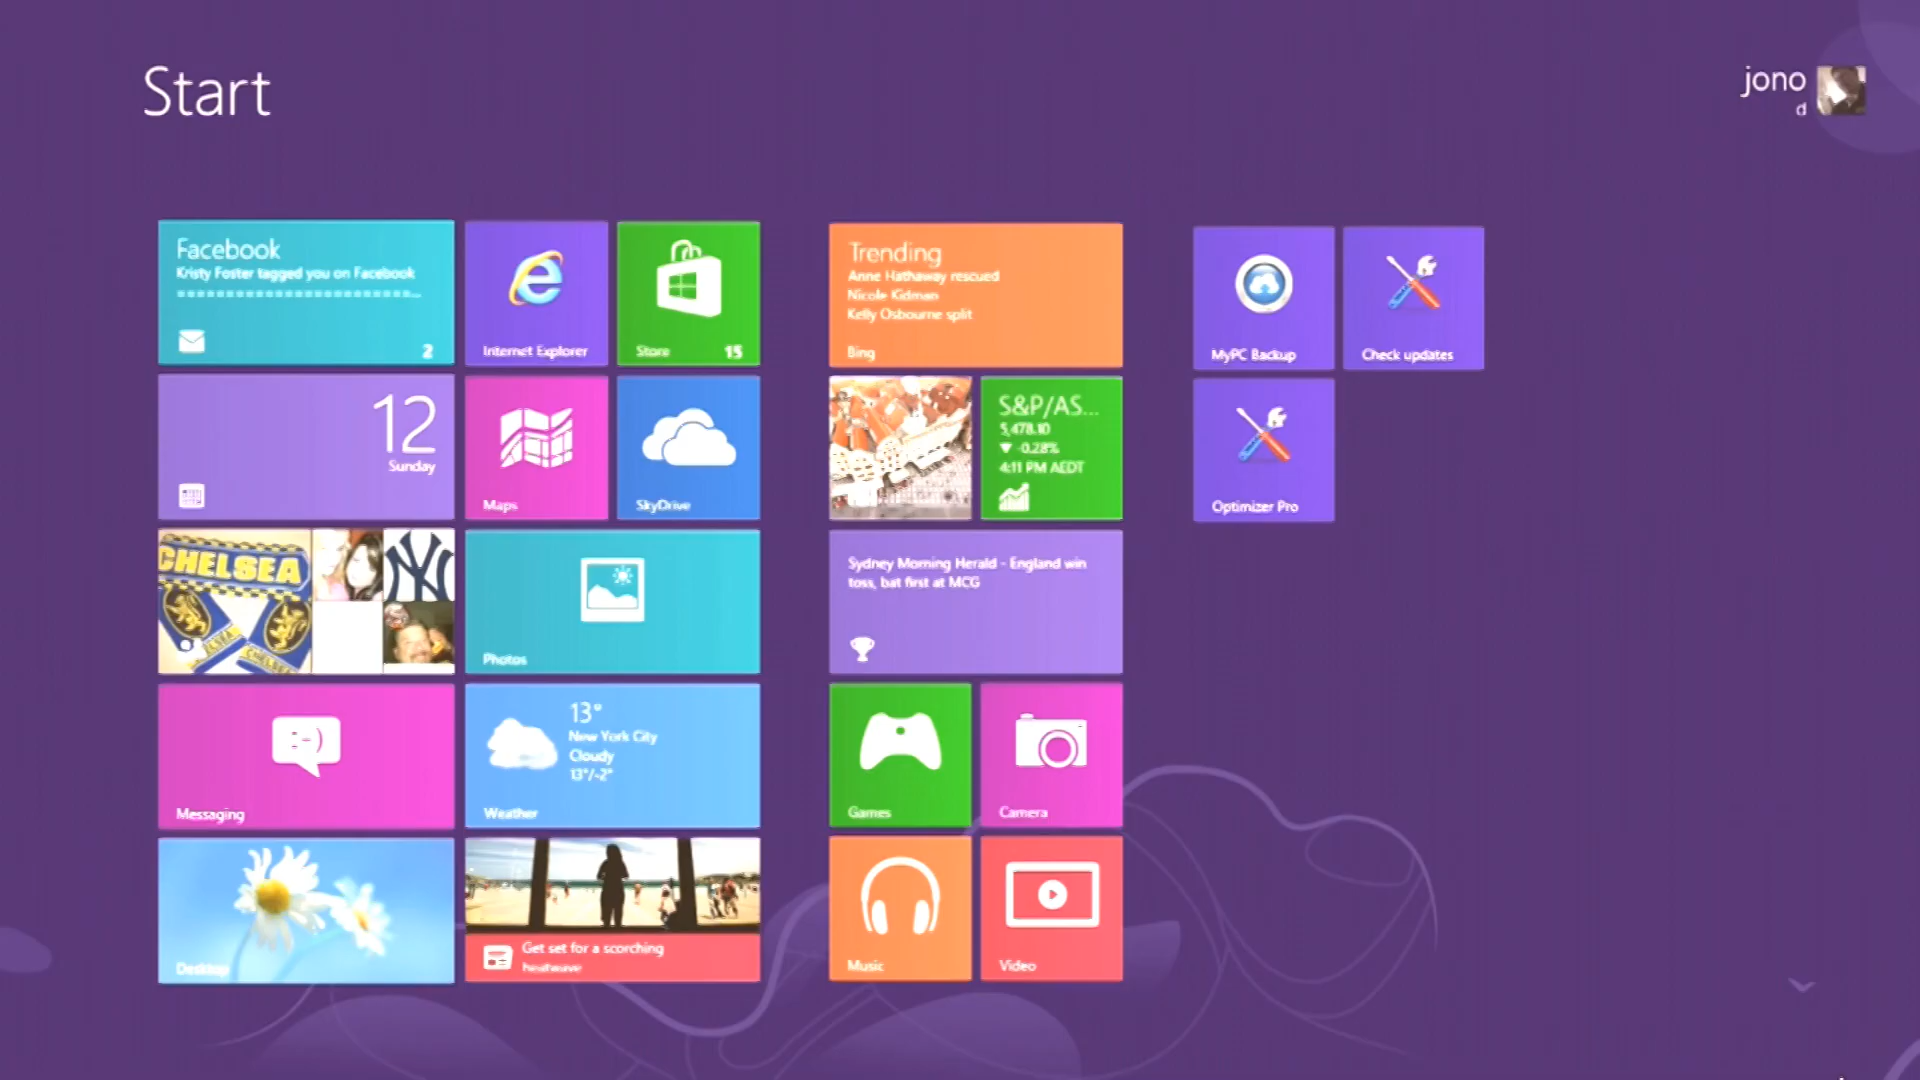 Start
jono
d
Facebook
Kristy Foster tagged you on Facebook
2
Internet Explorer
Store
15
12
Sunday
Maps
SkyDrive
CHELSEA
CHELSEA
NY
Photos
Messaging
13°
New York City
Cloudy
13°/-2°
Weather
Desktop
Get set for a scorching
heatwave
Trending
Anne Hathaway rescued
Nicole Kidman
Kelly Osbourne split
Bing
S&P/AS...
5,478.10
▼ -0.28%
4:11 PM AEDT
Sydney Morning Herald - England win
toss, bat first at MCG
Games
Camera
Music
Video
MyPC Backup
Check updates
Optimizer Pro